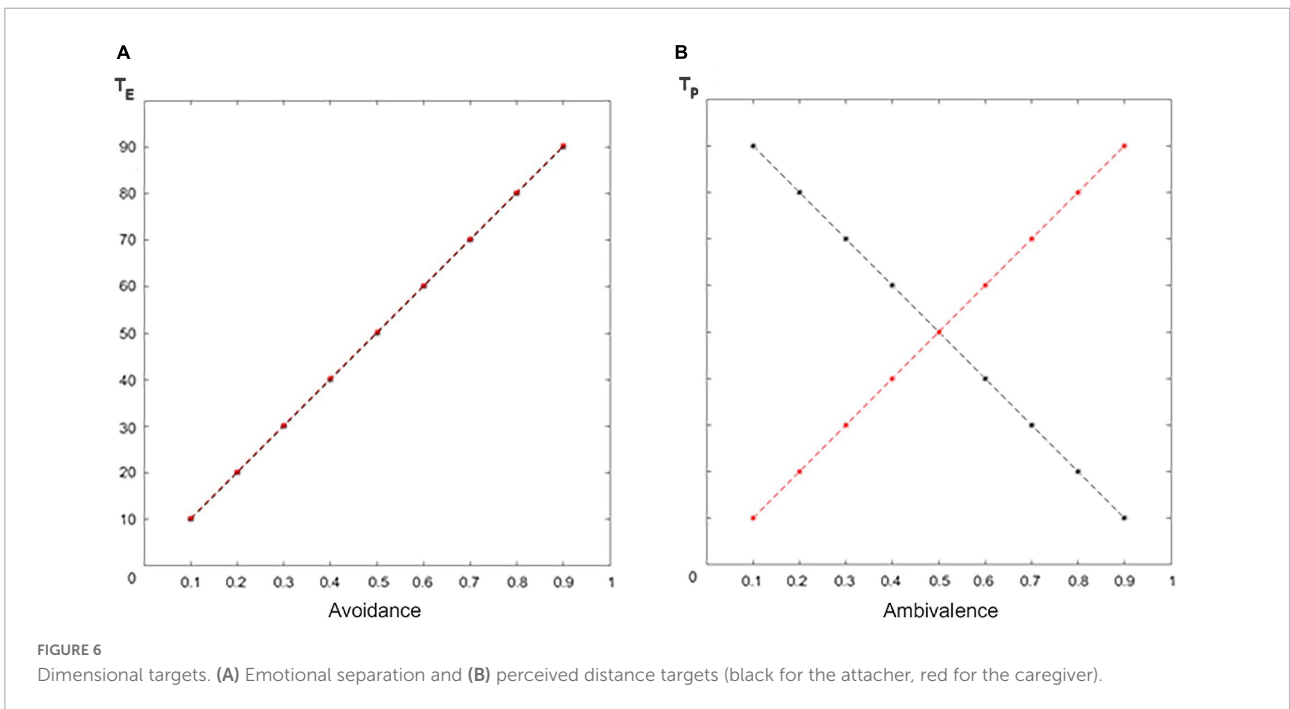 A
B
T_E
T_P
90
80
70
60
50
40
30
20
10
0
0.1 0.2 0.3 0.4 0.5 0.6 0.7 0.8 0.9 1
Avoidance
0
0.1 0.2 0.3 0.4 0.5 0.6 0.7 0.8 0.9 1
Ambivalence
FIGURE 6
Dimensional targets. (A) Emotional separation and (B) perceived distance targets (black for the attacher, red for the caregiver).